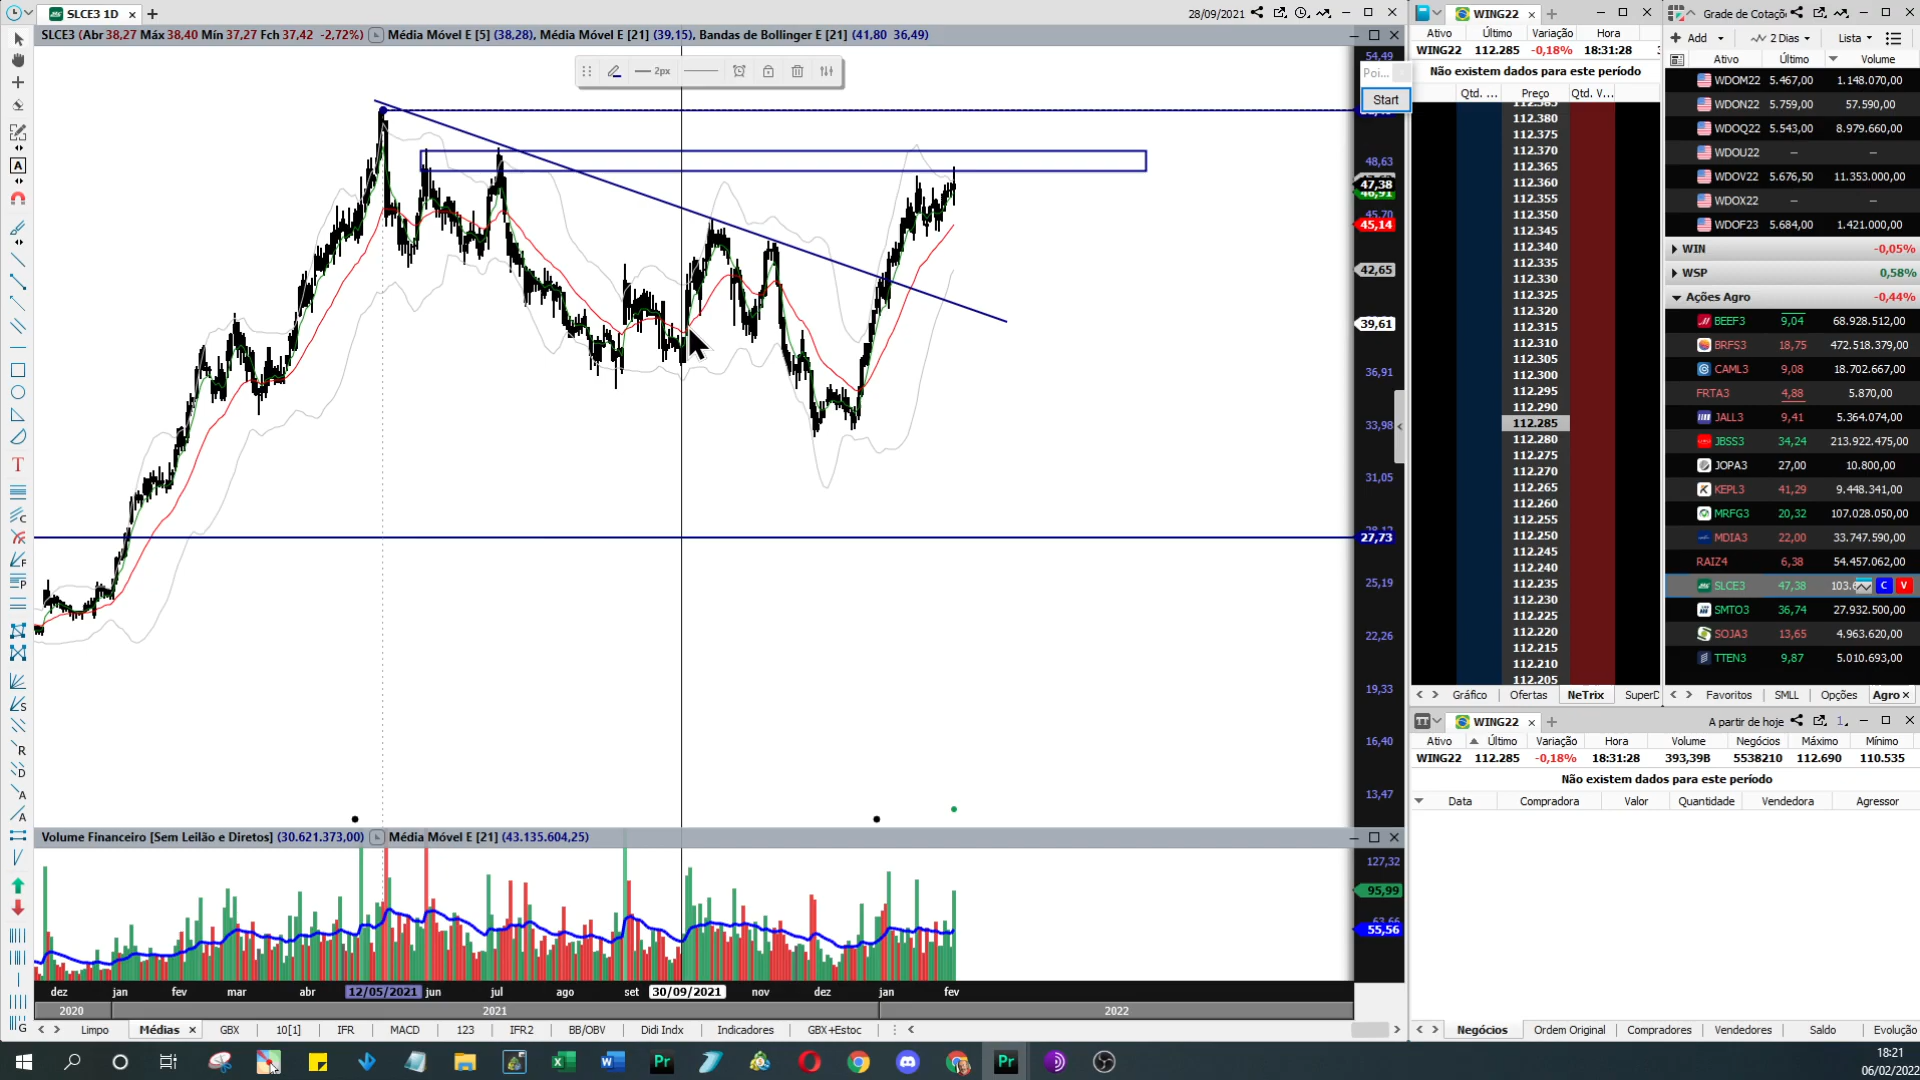 SLCE3 1D
28/09/2021
SLCE3 (Abr 38,27 Máx 38,40 Mín 37,27 Fch 37,42 -2,72%) Média Móvel E [5] (38,28), Média Móvel E [21] (39,15), Bandas de Bollinger E [21] (41,80 36,49)
2px
Start
54,49
48,63
47,38
46,91
45,70
45,14
42,65
39,61
36,91
33,98
31,05
28,12
27,73
25,19
22,26
19,33
16,40
13,47
Volume Financeiro [Sem Leilão e Diretos] (30.621.373,00) Média Móvel E [21] (43.135.604,25)
127,32
95,99
63,66
55,56
dez jan fev mar abr 12/05/2021 jun jul ago set 30/09/2021 nov dez jan fev
2020 2021 2022
Limpo Médias GBX 10[1] IFR MACD 123 IFR2 BB/OBV Didi Indx Indicadores GBX+Estoc
WING22
Ativo Último Variação Hora
WING22 112.285 -0,18% 18:31:28
Poi... Não existem dados para este período
Qtd. ... Preço Qtd. V...
112.385
112.380
112.375
112.370
112.365
112.360
112.355
112.350
112.345
112.340
112.335
112.330
112.325
112.320
112.315
112.310
112.305
112.300
112.295
112.290
112.285
112.280
112.275
112.270
112.265
112.260
112.255
112.250
112.245
112.240
112.235
112.230
112.225
112.220
112.215
112.210
112.205
Gráfico Ofertas NeTrix SuperD
Grade de Cotaçõ
Add 2 Dias Lista
Ativo Último Volume
WDOM22 5.467,00 1.148.070,00
WDON22 5.759,00 57.590,00
WDOQ22 5.543,00 8.979.660,00
WDOU22 – –
WDOV22 5.676,50 11.353.000,00
WDOX22 – –
WDOF23 5.684,00 1.421.000,00
WIN -0,05%
WSP 0,58%
Ações Agro -0,44%
BEEF3 9,04 68.928.512,00
BRFS3 18,75 472.518.379,00
CAML3 9,08 18.702.667,00
FRTA3 4,88 5.870,00
JALL3 9,41 5.364.074,00
JBSS3 34,24 213.922.475,00
JOPA3 27,00 10.800,00
KEPL3 41,29 9.448.341,00
MRFG3 20,32 107.028.050,00
MDIA3 22,00 33.747.590,00
RAIZ4 6,38 54.457.062,00
SLCE3 47,38 103.6 C V
SMTO3 36,74 27.932.500,00
SOJA3 13,65 4.963.620,00
TTEN3 9,87 5.010.693,00
Favoritos SMLL Opções Agro
WING22 A partir de hoje
Ativo Último Variação Hora Volume Negócios Máximo Mínimo
WING22 112.285 -0,18% 18:31:28 393,39B 5538210 112.690 110.535
Não existem dados para este período
Data Compradora Valor Quantidade Vendedora Agressor
Negócios Ordem Original Compradores Vendedores Saldo Evolução
18:21
06/02/2022